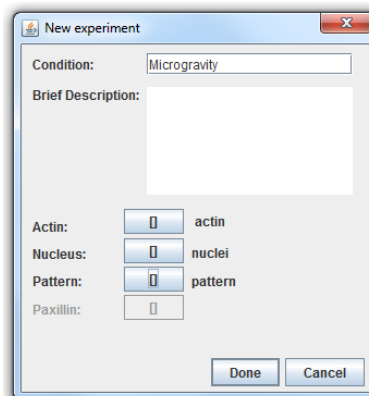 New experiment
Condition: Microgravity
Brief Description:
Actin: [] actin
Nucleus: [] nuclei
Pattern: [] pattern
Paxillin: []
Done Cancel